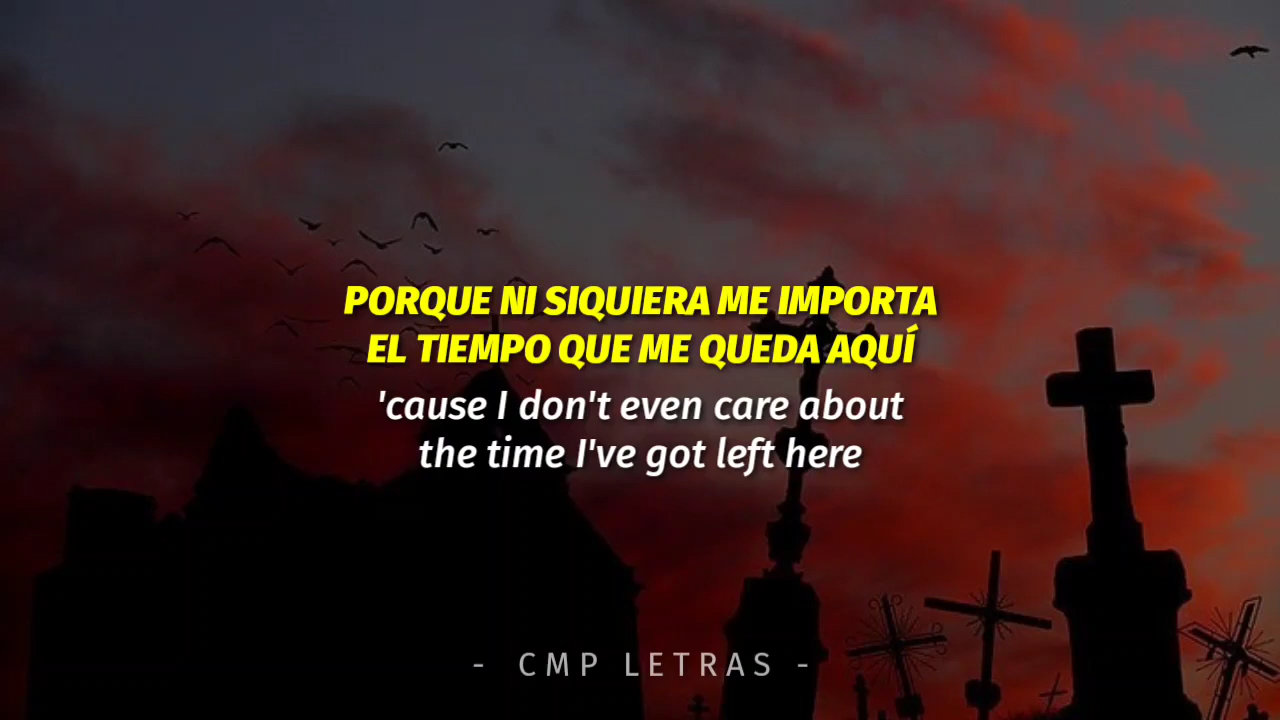 PORQUE NI SIQUIERA ME IMPORTA
EL TIEMPO QUE ME QUEDA AQUÍ
'cause I don't even care about
the time I've got left here
- CMP LETRAS -